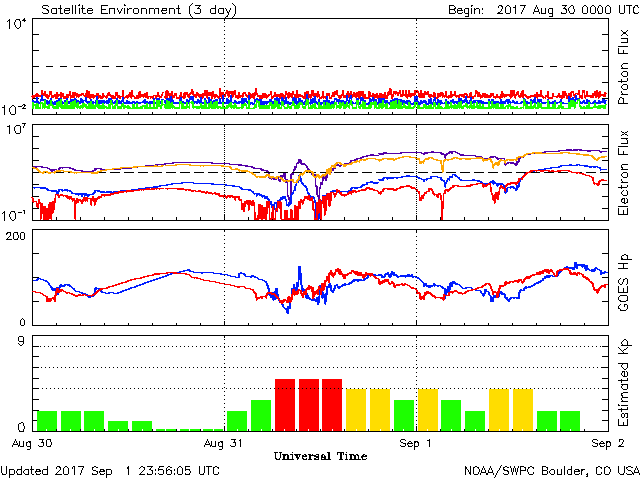 Satellite Environment (3 day) Begin: 2017 Aug 30 0000 UTC
10^4
10^-2
Proton Flux
10^7
10^-1
Electron Flux
200
0
GOES Hp
9
0
Estimated Kp
Aug 30 Aug 31 Sep 1 Sep 2
Universal Time
Updated 2017 Sep 1 23:56:05 UTC NOAA/SWPC Boulder, CO USA